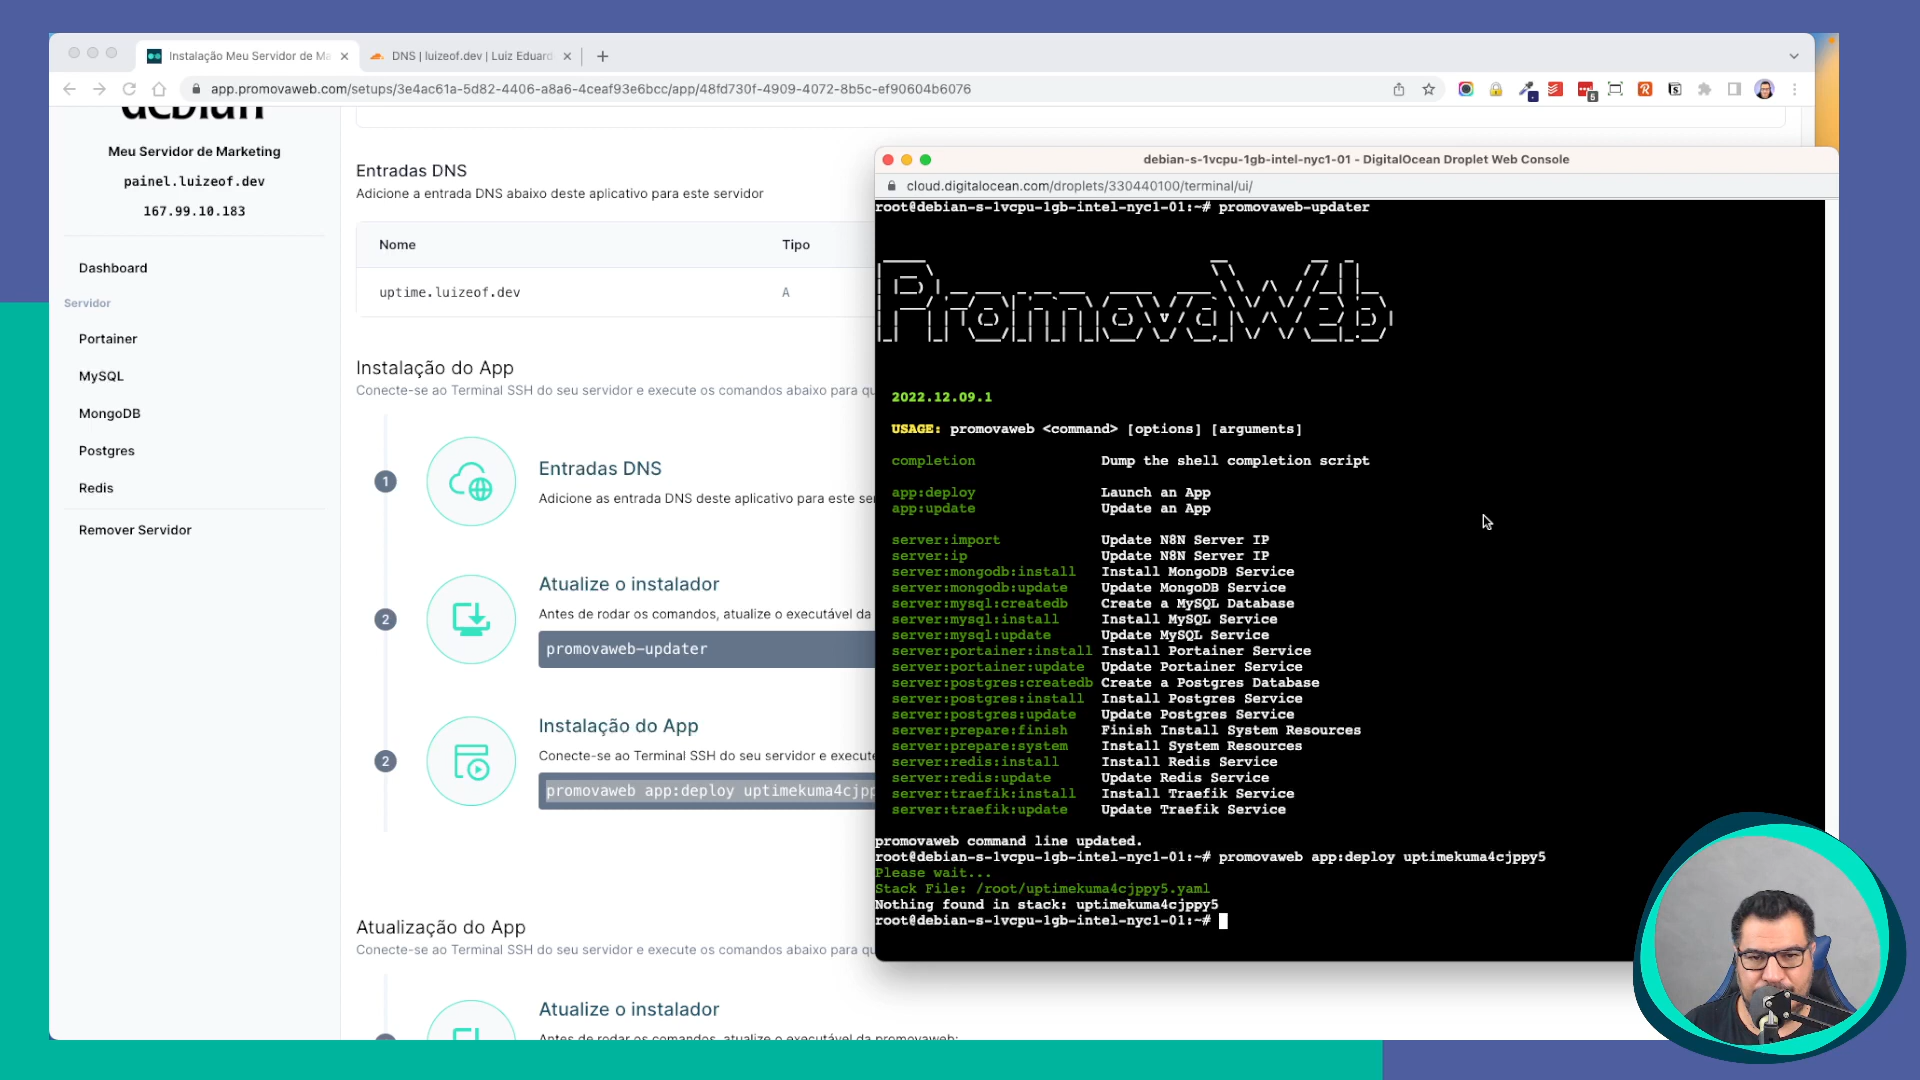 Instalação Meu Servidor de Ma
DNS | luizeof.dev | Luiz Eduard
app.promovaweb.com/setups/3e4ac61a-5d82-4406-a8a6-4ceaf93e6bcc/app/48fd730f-4909-4072-8b5c-ef90604b6076
debian
Meu Servidor de Marketing
painel.luizeof.dev
167.99.10.183
Dashboard
Servidor
Portainer
MySQL
MongoDB
Postgres
Redis
Remover Servidor
Entradas DNS
Adicione a entrada DNS abaixo deste aplicativo para este servidor
Nome Tipo
uptime.luizeof.dev A
Instalação do App
Conecte-se ao Terminal SSH do seu servidor e execute os comandos abaixo para qu
1
Entradas DNS
Adicione as entrada DNS deste aplicativo para este se
2
Atualize o instalador
Antes de rodar os comandos, atualize o executável da
promovaweb-updater
2
Instalação do App
Conecte-se ao Terminal SSH do seu servidor e execute
promovaweb app:deploy uptimekuma4cjpp
Atualização do App
Conecte-se ao Terminal SSH do seu servidor e execute os comandos abaixo para qu
Atualize o instalador
Antes de rodar os comandos, atualize o executável da promovaweb:
debian-s-1vcpu-1gb-intel-nyc1-01 - DigitalOcean Droplet Web Console
cloud.digitalocean.com/droplets/330440100/terminal/ui/
root@debian-s-1vcpu-1gb-intel-nyc1-01:~# promovaweb-updater
PromovaWeb
2022.12.09.1
USAGE: promovaweb <command> [options] [arguments]
completion Dump the shell completion script
app:deploy Launch an App
app:update Update an App
server:import Update N8N Server IP
server:ip Update N8N Server IP
server:mongodb:install Install MongoDB Service
server:mongodb:update Update MongoDB Service
server:mysql:createdb Create a MySQL Database
server:mysql:install Install MySQL Service
server:mysql:update Update MySQL Service
server:portainer:install Install Portainer Service
server:portainer:update Update Portainer Service
server:postgres:createdb Create a Postgres Database
server:postgres:install Install Postgres Service
server:postgres:update Update Postgres Service
server:prepare:finish Finish Install System Resources
server:prepare:system Install System Resources
server:redis:install Install Redis Service
server:redis:update Update Redis Service
server:traefik:install Install Traefik Service
server:traefik:update Update Traefik Service
promovaweb command line updated.
root@debian-s-1vcpu-1gb-intel-nyc1-01:~# promovaweb app:deploy uptimekuma4cjppy5
Please wait...
Stack File: /root/uptimekuma4cjppy5.yaml
Nothing found in stack: uptimekuma4cjppy5
root@debian-s-1vcpu-1gb-intel-nyc1-01:~#